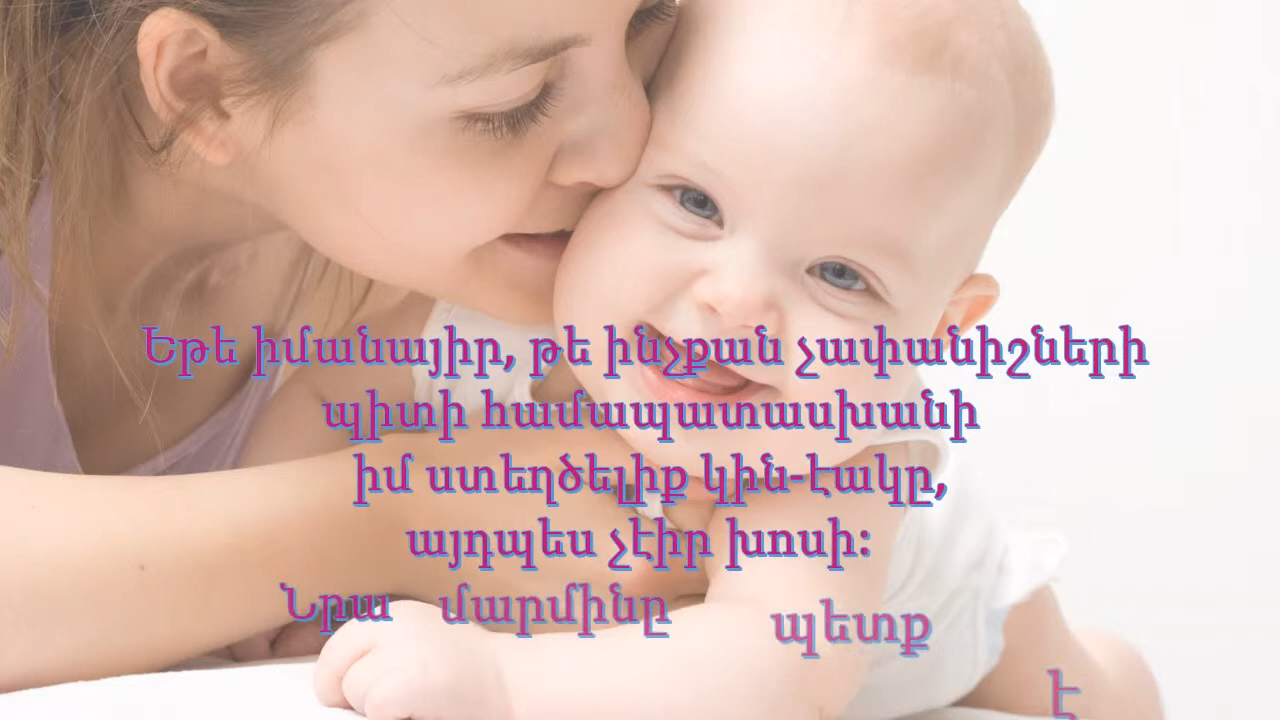 Եթե իմանայիր, թե ինչքան չափանիշների
պիտի համապատասխանի
իմ ստեղծելիք կին-էակը,
այդպես չէիր խոսի:
Նրա մարմինը պետք է